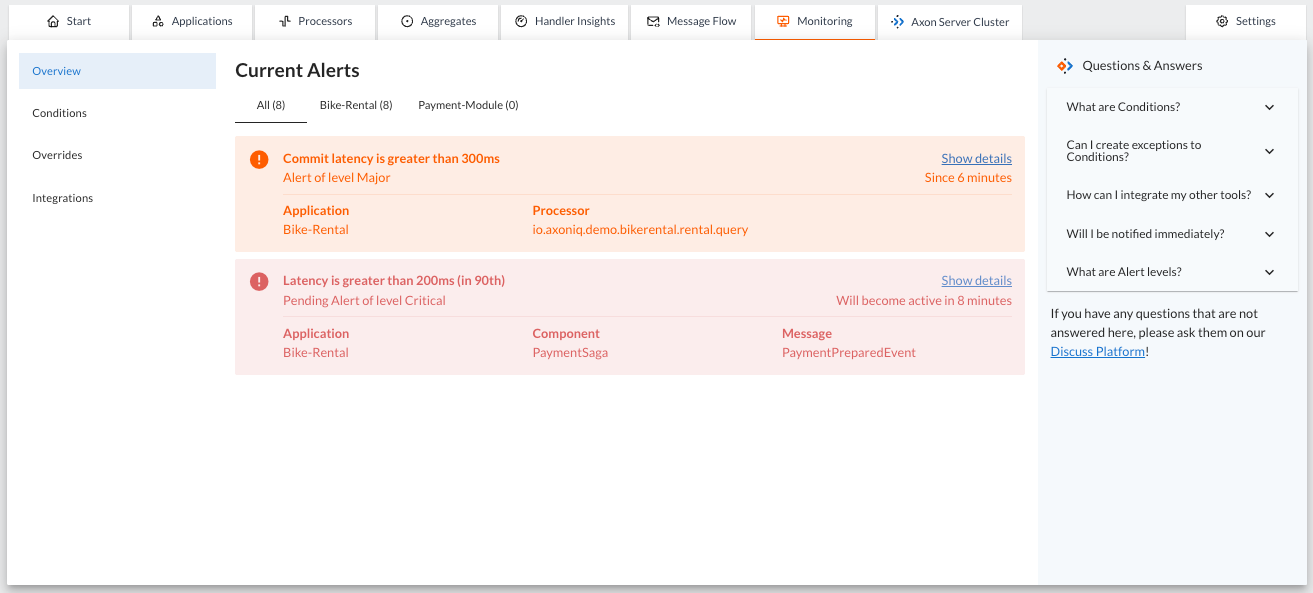 Start
Applications
Processors
Aggregates
Handler Insights
Message Flow
Monitoring
Axon Server Cluster
Settings
Overview
Conditions
Overrides
Integrations
Current Alerts
All (8)
Bike-Rental (8)
Payment-Module (0)
Commit latency is greater than 300ms
Show details
Alert of level Major
Since 6 minutes
Application
Processor
Bike-Rental
io.axoniq.demo.bikerental.rental.query
Latency is greater than 200ms (in 90th)
Show details
Pending Alert of level Critical
Will become active in 8 minutes
Application
Component
Message
Bike-Rental
PaymentSaga
PaymentPreparedEvent
Questions & Answers
What are Conditions?
Can I create exceptions to
Conditions?
How can I integrate my other tools?
Will I be notified immediately?
What are Alert levels?
If you have any questions that are not
answered here, please ask them on our
Discuss Platform!